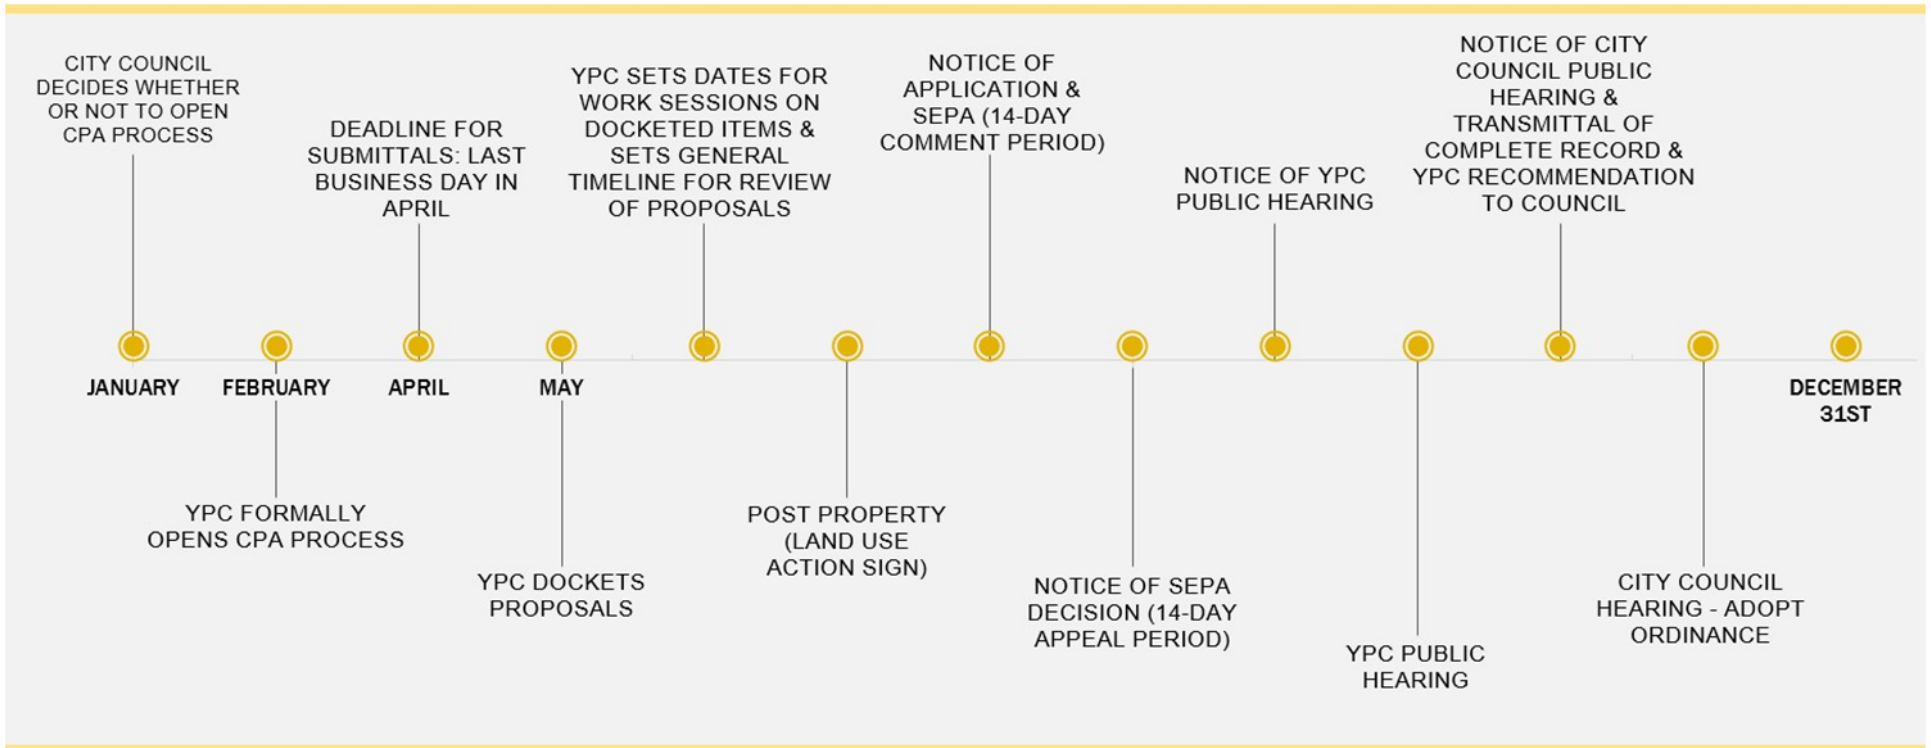 CITY COUNCIL
DECIDES WHETHER
OR NOT TO OPEN
CPA PROCESS
DEADLINE FOR
SUBMITTALS: LAST
BUSINESS DAY IN
APRIL
YPC SETS DATES FOR
WORK SESSIONS ON
DOCKETED ITEMS &
SETS GENERAL
TIMELINE FOR REVIEW
OF PROPOSALS
NOTICE OF
APPLICATION &
SEPA (14-DAY
COMMENT PERIOD)
NOTICE OF YPC
PUBLIC HEARING
NOTICE OF CITY
COUNCIL PUBLIC
HEARING &
TRANSMITTAL OF
COMPLETE RECORD &
YPC RECOMMENDATION
TO COUNCIL
JANUARY
FEBRUARY
APRIL
MAY
DECEMBER
31ST
YPC FORMALLY
OPENS CPA PROCESS
YPC DOCKETS
PROPOSALS
POST PROPERTY
(LAND USE
ACTION SIGN)
NOTICE OF SEPA
DECISION (14-DAY
APPEAL PERIOD)
YPC PUBLIC
HEARING
CITY COUNCIL
HEARING - ADOPT
ORDINANCE